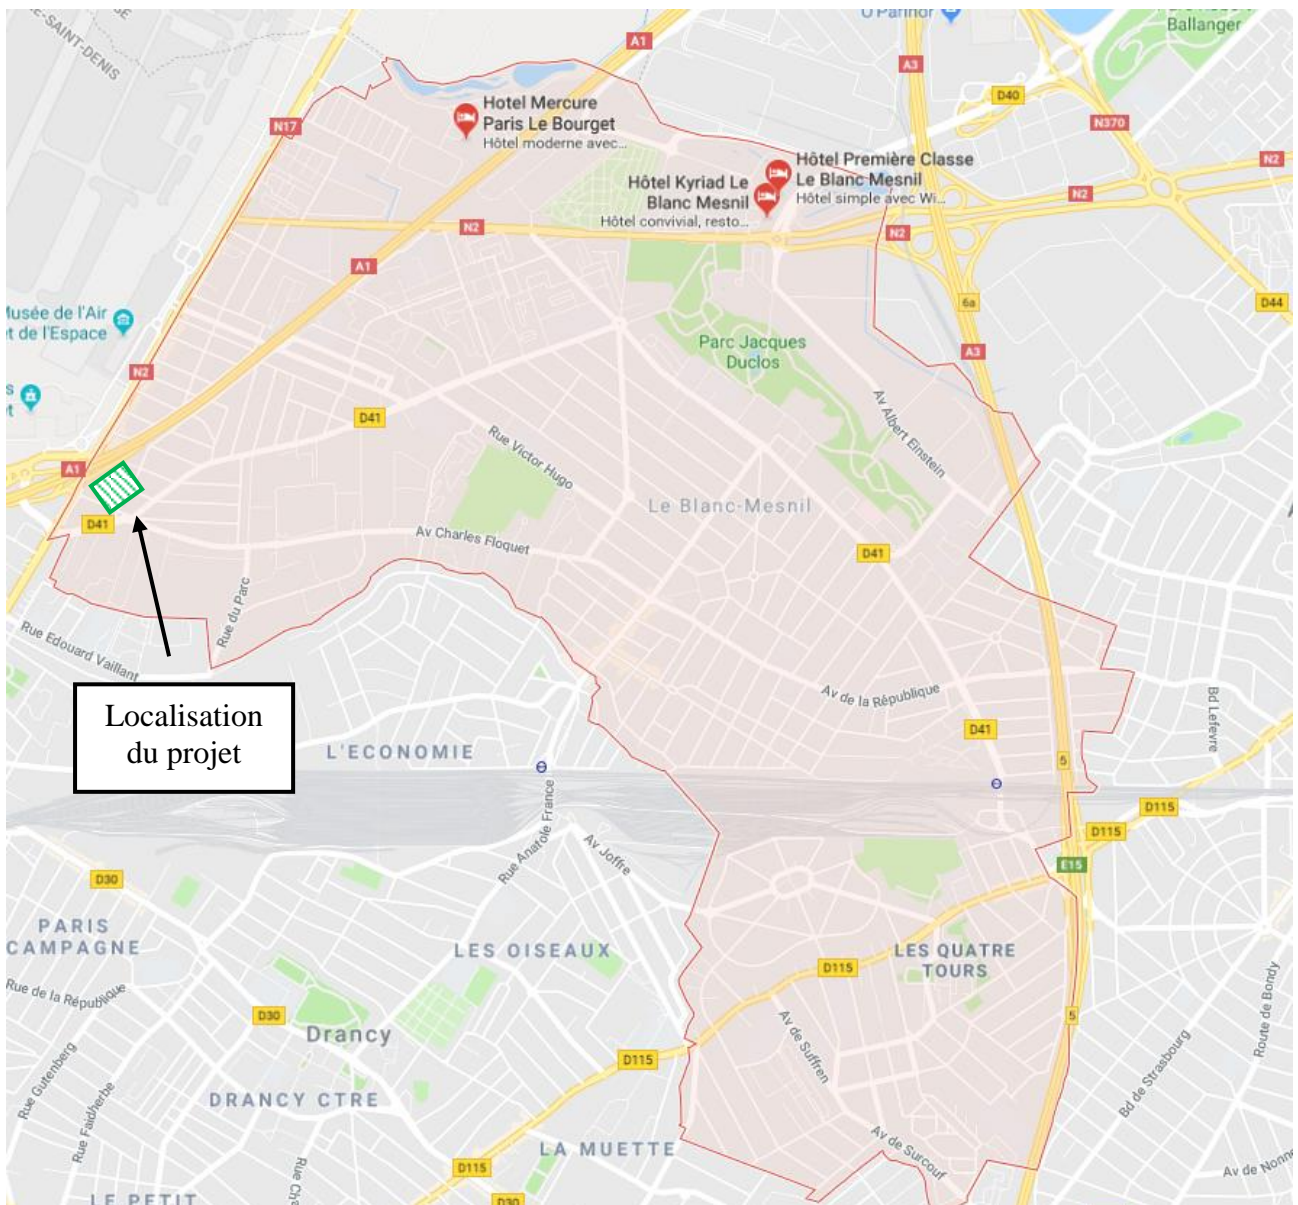 E-SAINT-DENIS
A1
O'Parinor
Ballanger
A3
D40
N370
N17
Hotel Mercure
Paris Le Bourget
Hôtel moderne avec...
Hôtel Première Classe
Le Blanc Mesnil
Hôtel simple avec Wi...
Hôtel Kyriad Le
Blanc Mesnil
Hôtel convivial, resto...
N2
N2
N2
N2
A1
6a
D44
Musée de l'Air
et de l'Espace
Parc Jacques
Duclos
A3
N2
D41
Av Albert Einstein
Rue Victor Hugo
A1
Le Blanc-Mesnil
D41
Av Charles Floquet
D41
Rue du Parc
Rue Edouard Vaillant
Localisation
du projet
Av de la République
Bd Lefevre
D41
L'ECONOMIE
5
D115
D115
Rue Anatole France
Av Joffre
E15
D30
PARIS
CAMPAGNE
LES OISEAUX
LES QUATRE
TOURS
D115
Rue de la République
D30
Drancy
5
Route de Bondy
Av de Suffren
D115
Rue Gutenberg
Bd de Strasbourg
Rue Faidherbe
DRANCY CTRE
LA MUETTE
Av de Surcouf
D115
Av de Nonne
Rue Cha
D30
LE PETIT